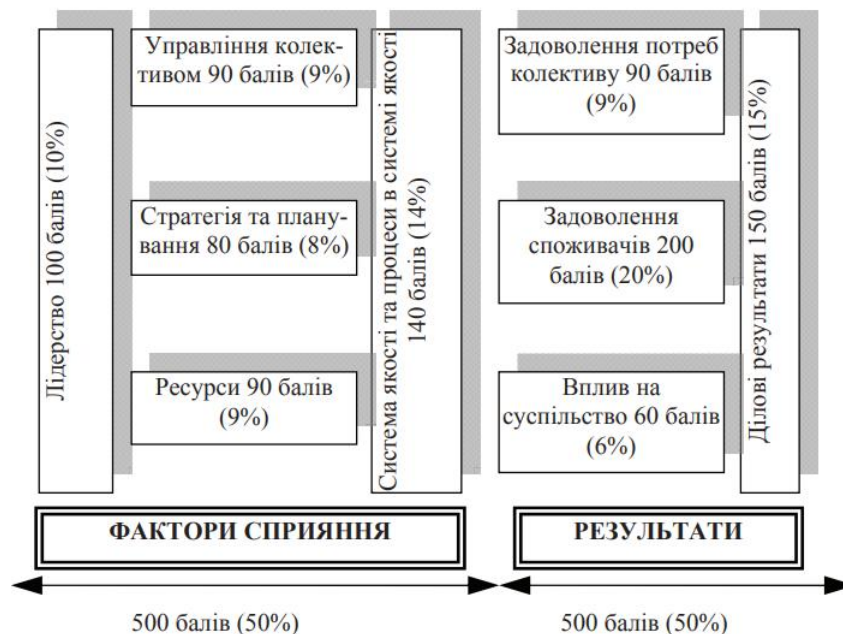 Лідерство 100 балів (10%)
Управління колек-
тивом 90 балів (9%)
Стратегія та плану-
вання 80 балів (8%)
Ресурси 90 балів
(9%)
Система якості та процеси в системі якості
140 балів (14%)
Задоволення потреб
колективу 90 балів
(9%)
Задоволення
споживачів 200
балів (20%)
Вплив на
суспільство 60 балів
(6%)
Ділові результати 150 балів (15%)
ФАКТОРИ СПРИЯННЯ
РЕЗУЛЬТАТИ
500 балів (50%)
500 балів (50%)